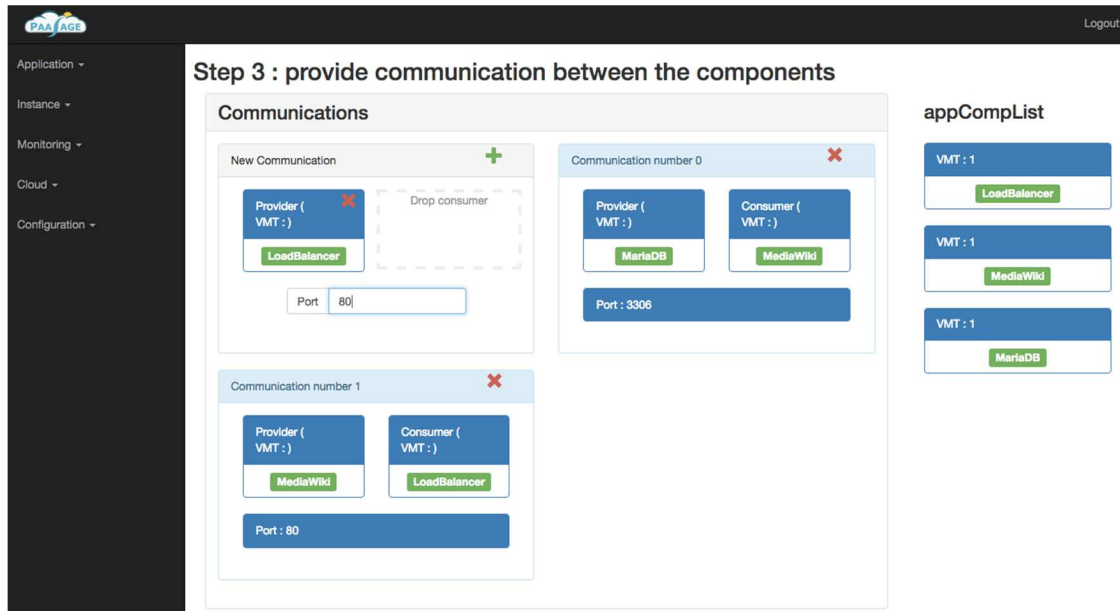 PAASAGE
Logout
Application
Instance
Monitoring
Cloud
Configuration
Step 3 : provide communication between the components
Communications
New Communication
Provider (
VMT : )
LoadBalancer
Drop consumer
Port 80
Communication number 0
Provider (
VMT : )
MariaDB
Consumer (
VMT : )
MediaWiki
Port : 3306
Communication number 1
Provider (
VMT : )
MediaWiki
Consumer (
VMT : )
LoadBalancer
Port : 80
appCompList
VMT : 1
LoadBalancer
VMT : 1
MediaWiki
VMT : 1
MariaDB